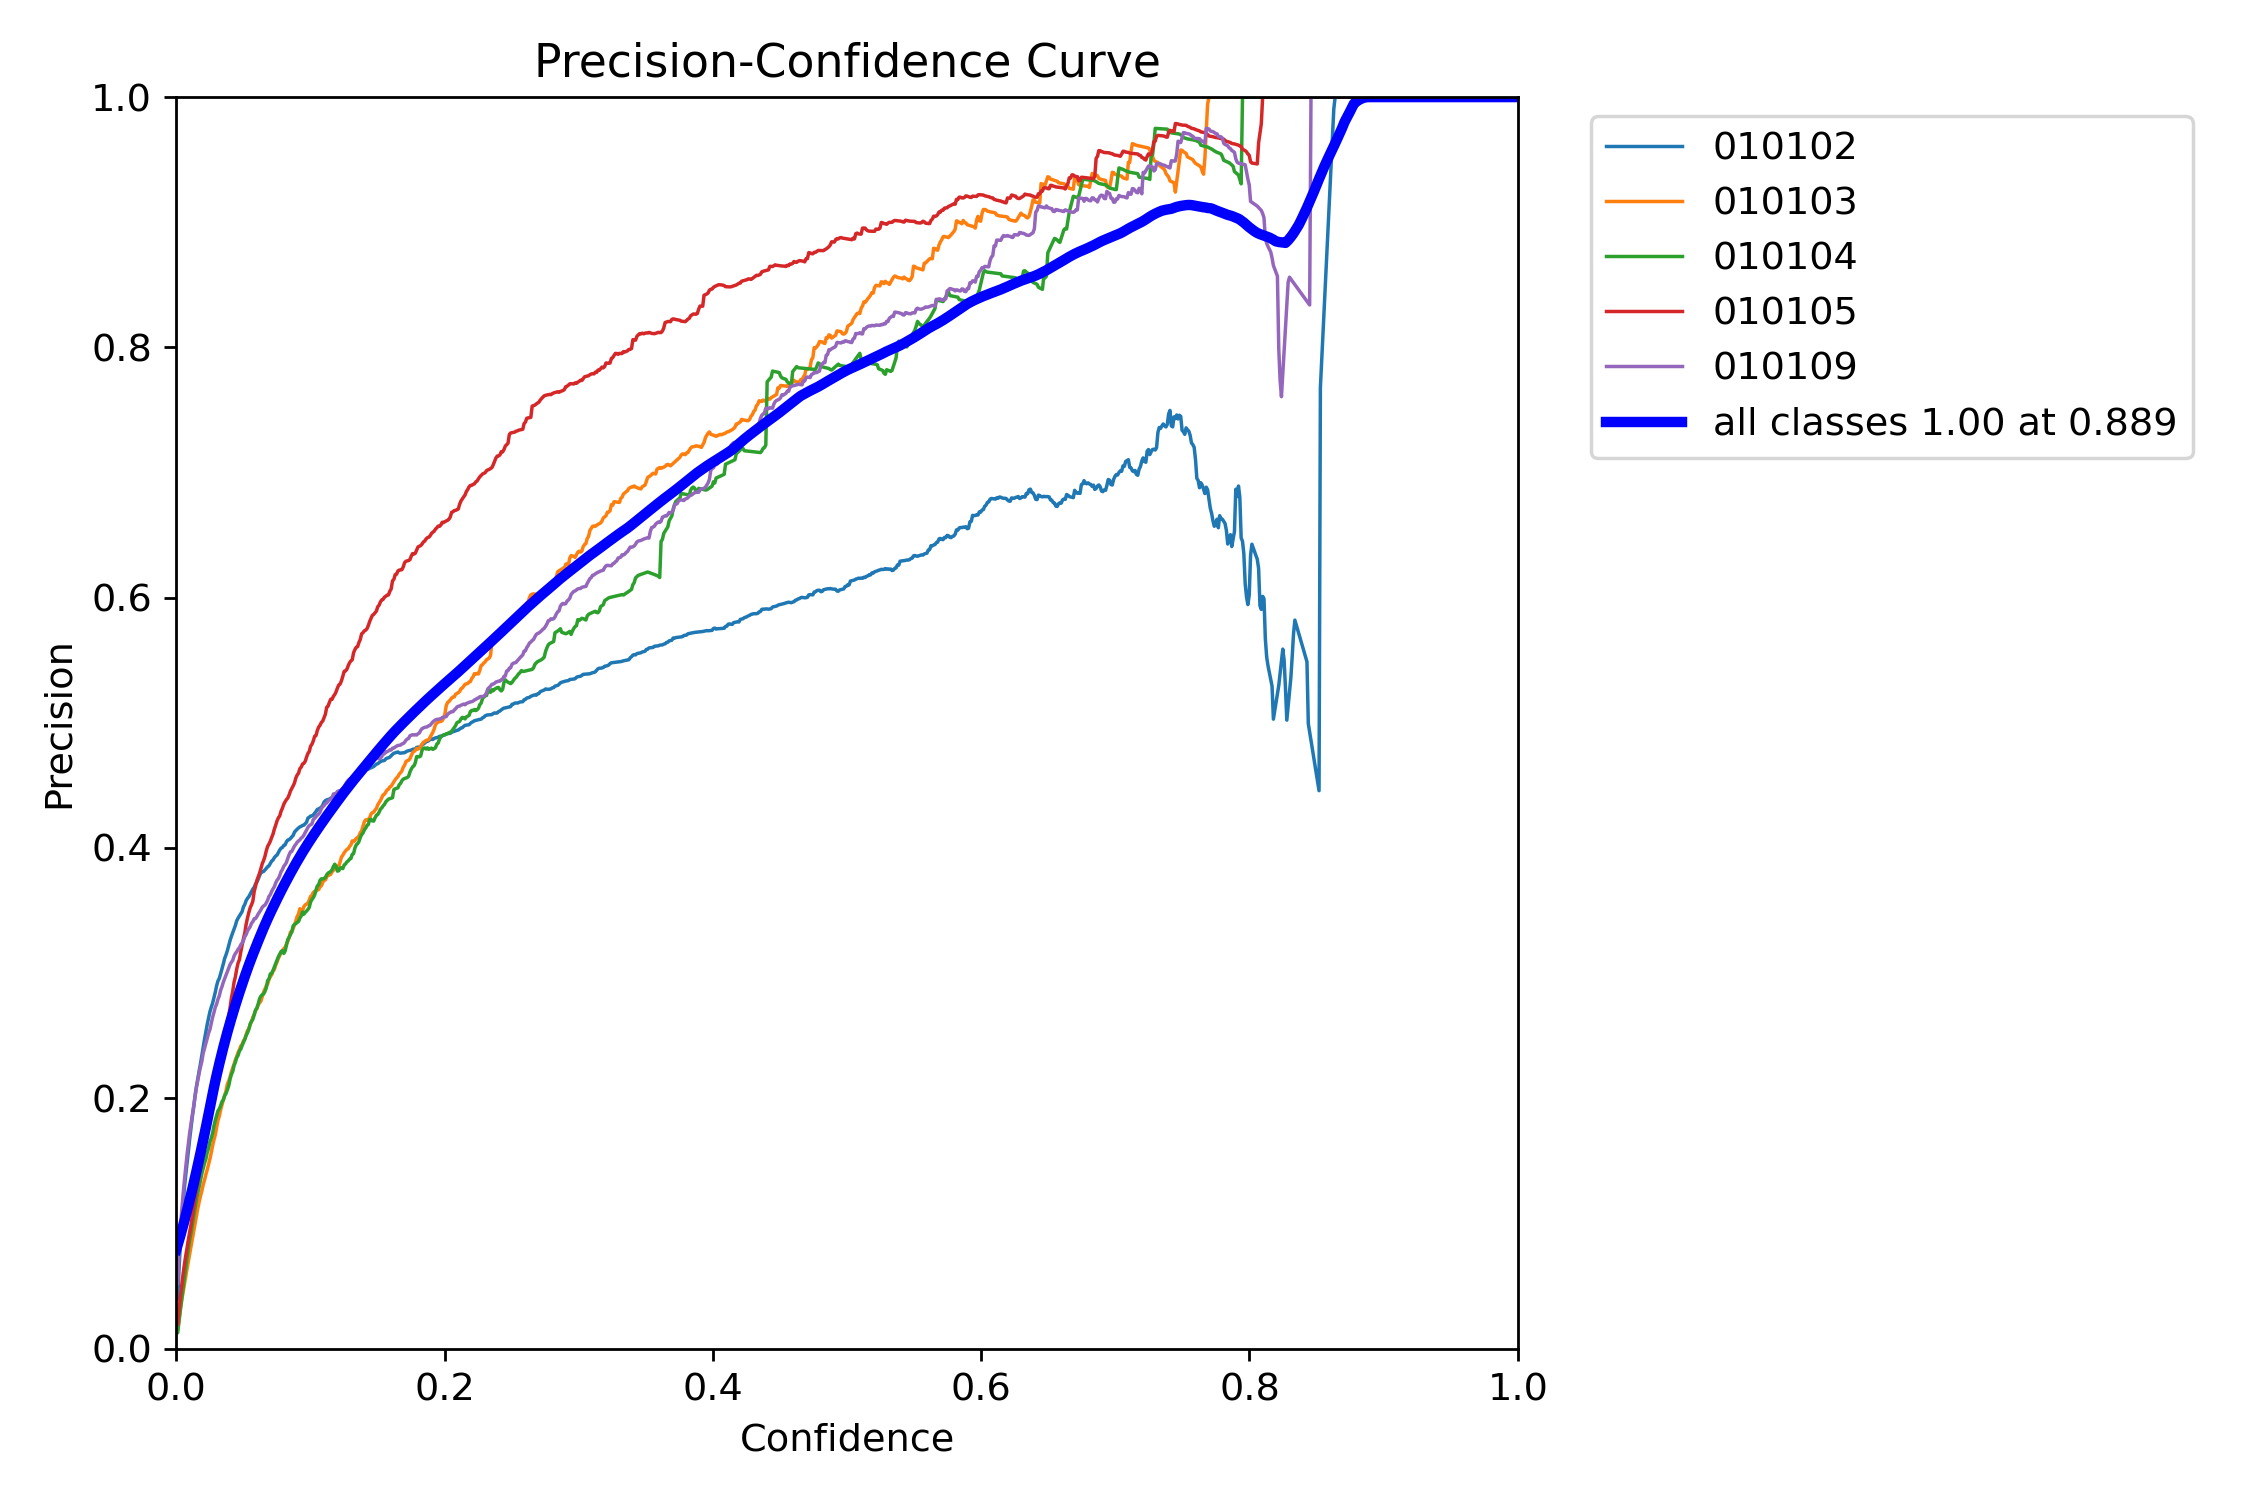 Precision-Confidence Curve
1.0
0.8
0.6
0.4
0.2
0.0
Precision
0.0 0.2 0.4 0.6 0.8 1.0
Confidence
010102
010103
010104
010105
010109
all classes 1.00 at 0.889